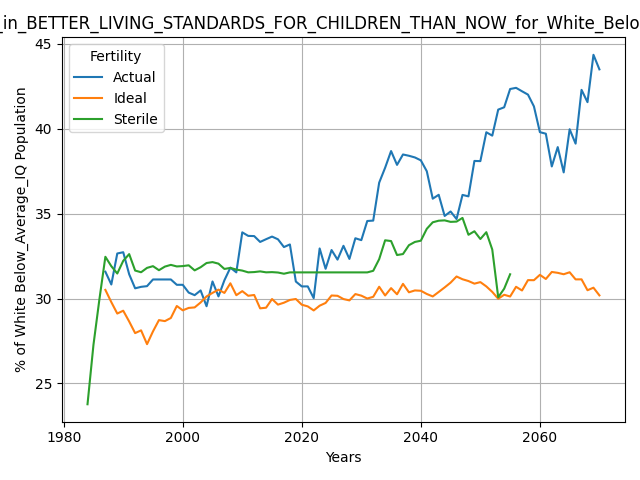 _in_BETTER_LIVING_STANDARDS_FOR_CHILDREN_THAN_NOW_for_White_Belo
Fertility
Actual
Ideal
Sterile
% of White Below_Average_IQ Population
45
40
35
30
25
1980 2000 2020 2040 2060
Years